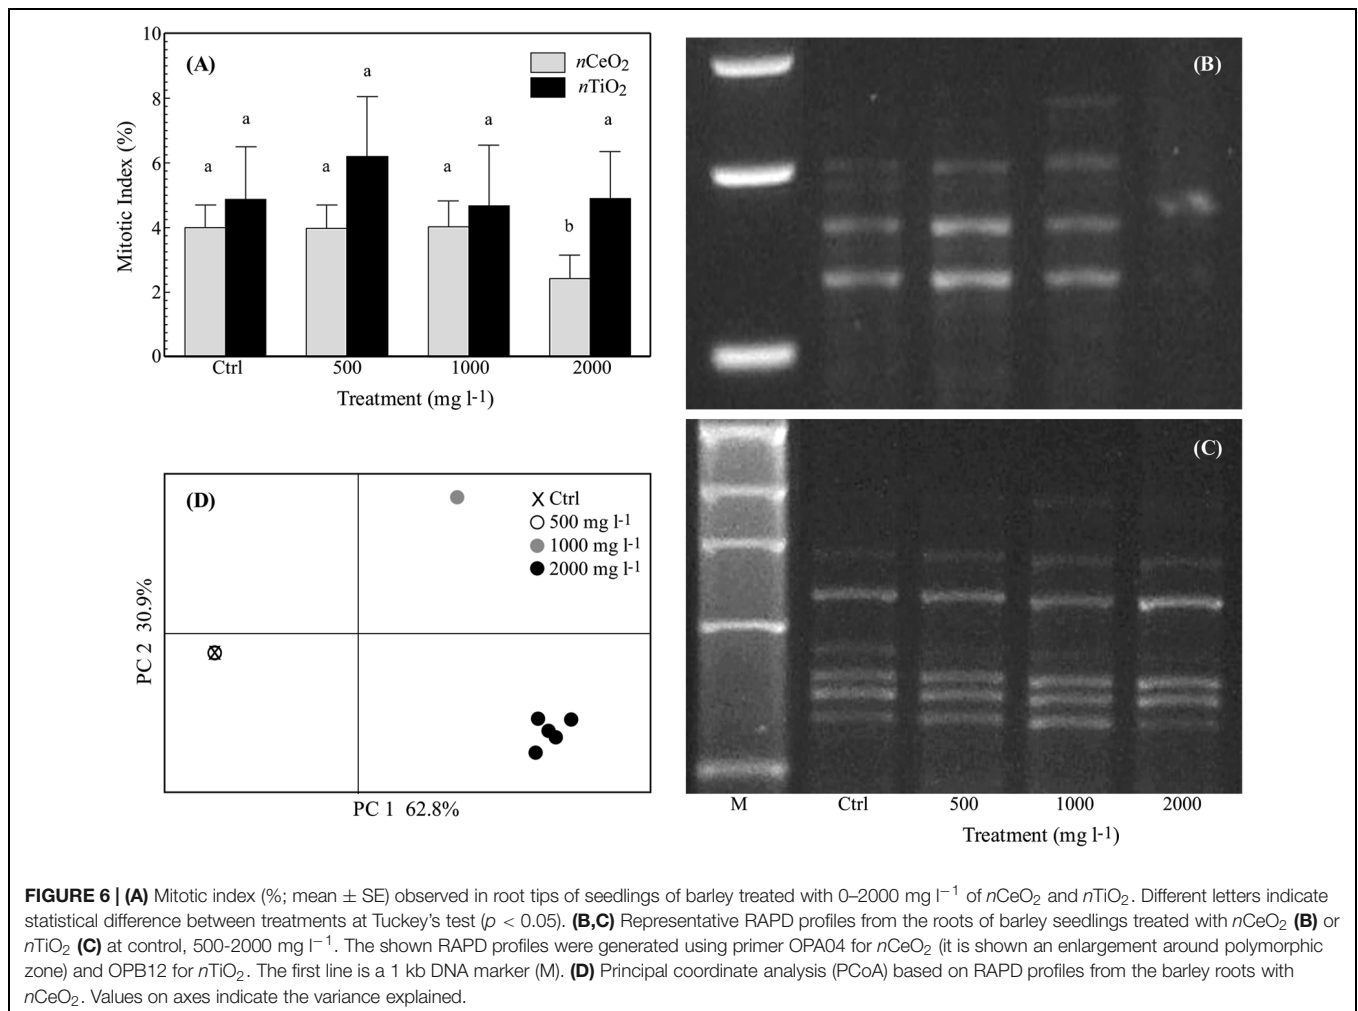 (A)
nCeO2
nTiO2
10
8
6
4
2
0
Mitotic Index (%)
a
a
a
a
a
a
b
a
Ctrl
500
1000
2000
Treatment (mg l-1)
(B)
(C)
M
Ctrl
500
1000
2000
Treatment (mg l-1)
(D)
X Ctrl
500 mg l-1
1000 mg l-1
2000 mg l-1
PC 2 30.9%
PC 1 62.8%
FIGURE 6 | (A) Mitotic index (%; mean ± SE) observed in root tips of seedlings of barley treated with 0–2000 mg l−1 of nCeO2 and nTiO2. Different letters indicate
statistical difference between treatments at Tuckey's test (p < 0.05). (B,C) Representative RAPD profiles from the roots of barley seedlings treated with nCeO2 (B) or
nTiO2 (C) at control, 500-2000 mg l−1. The shown RAPD profiles were generated using primer OPA04 for nCeO2 (it is shown an enlargement around polymorphic
zone) and OPB12 for nTiO2. The first line is a 1 kb DNA marker (M). (D) Principal coordinate analysis (PCoA) based on RAPD profiles from the barley roots with
nCeO2. Values on axes indicate the variance explained.